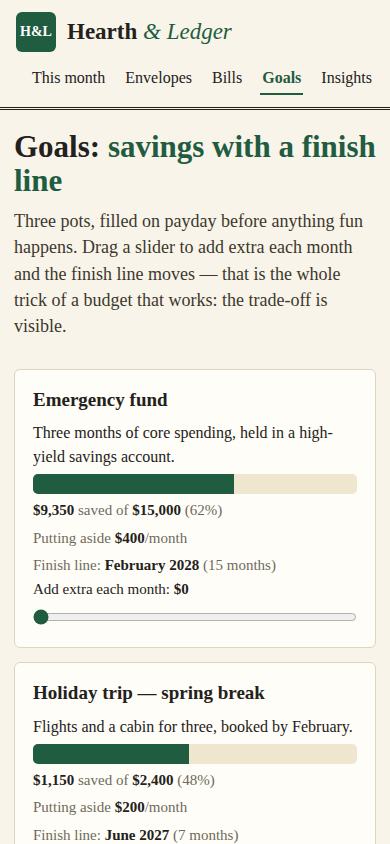 H&L
Hearth & Ledger
This month Envelopes Bills Goals Insights
Goals: savings with a finish
line
Three pots, filled on payday before anything fun
happens. Drag a slider to add extra each month
and the finish line moves — that is the whole
trick of a budget that works: the trade-off is
visible.
Emergency fund
Three months of core spending, held in a high-
yield savings account.
$9,350 saved of $15,000 (62%)
Putting aside $400/month
Finish line: February 2028 (15 months)
Add extra each month: $0
Holiday trip — spring break
Flights and cabin for three, booked by February.
$1,150 saved of $2,400 (48%)
Putting aside $200/month
Finish line: June 2027 (7 months)